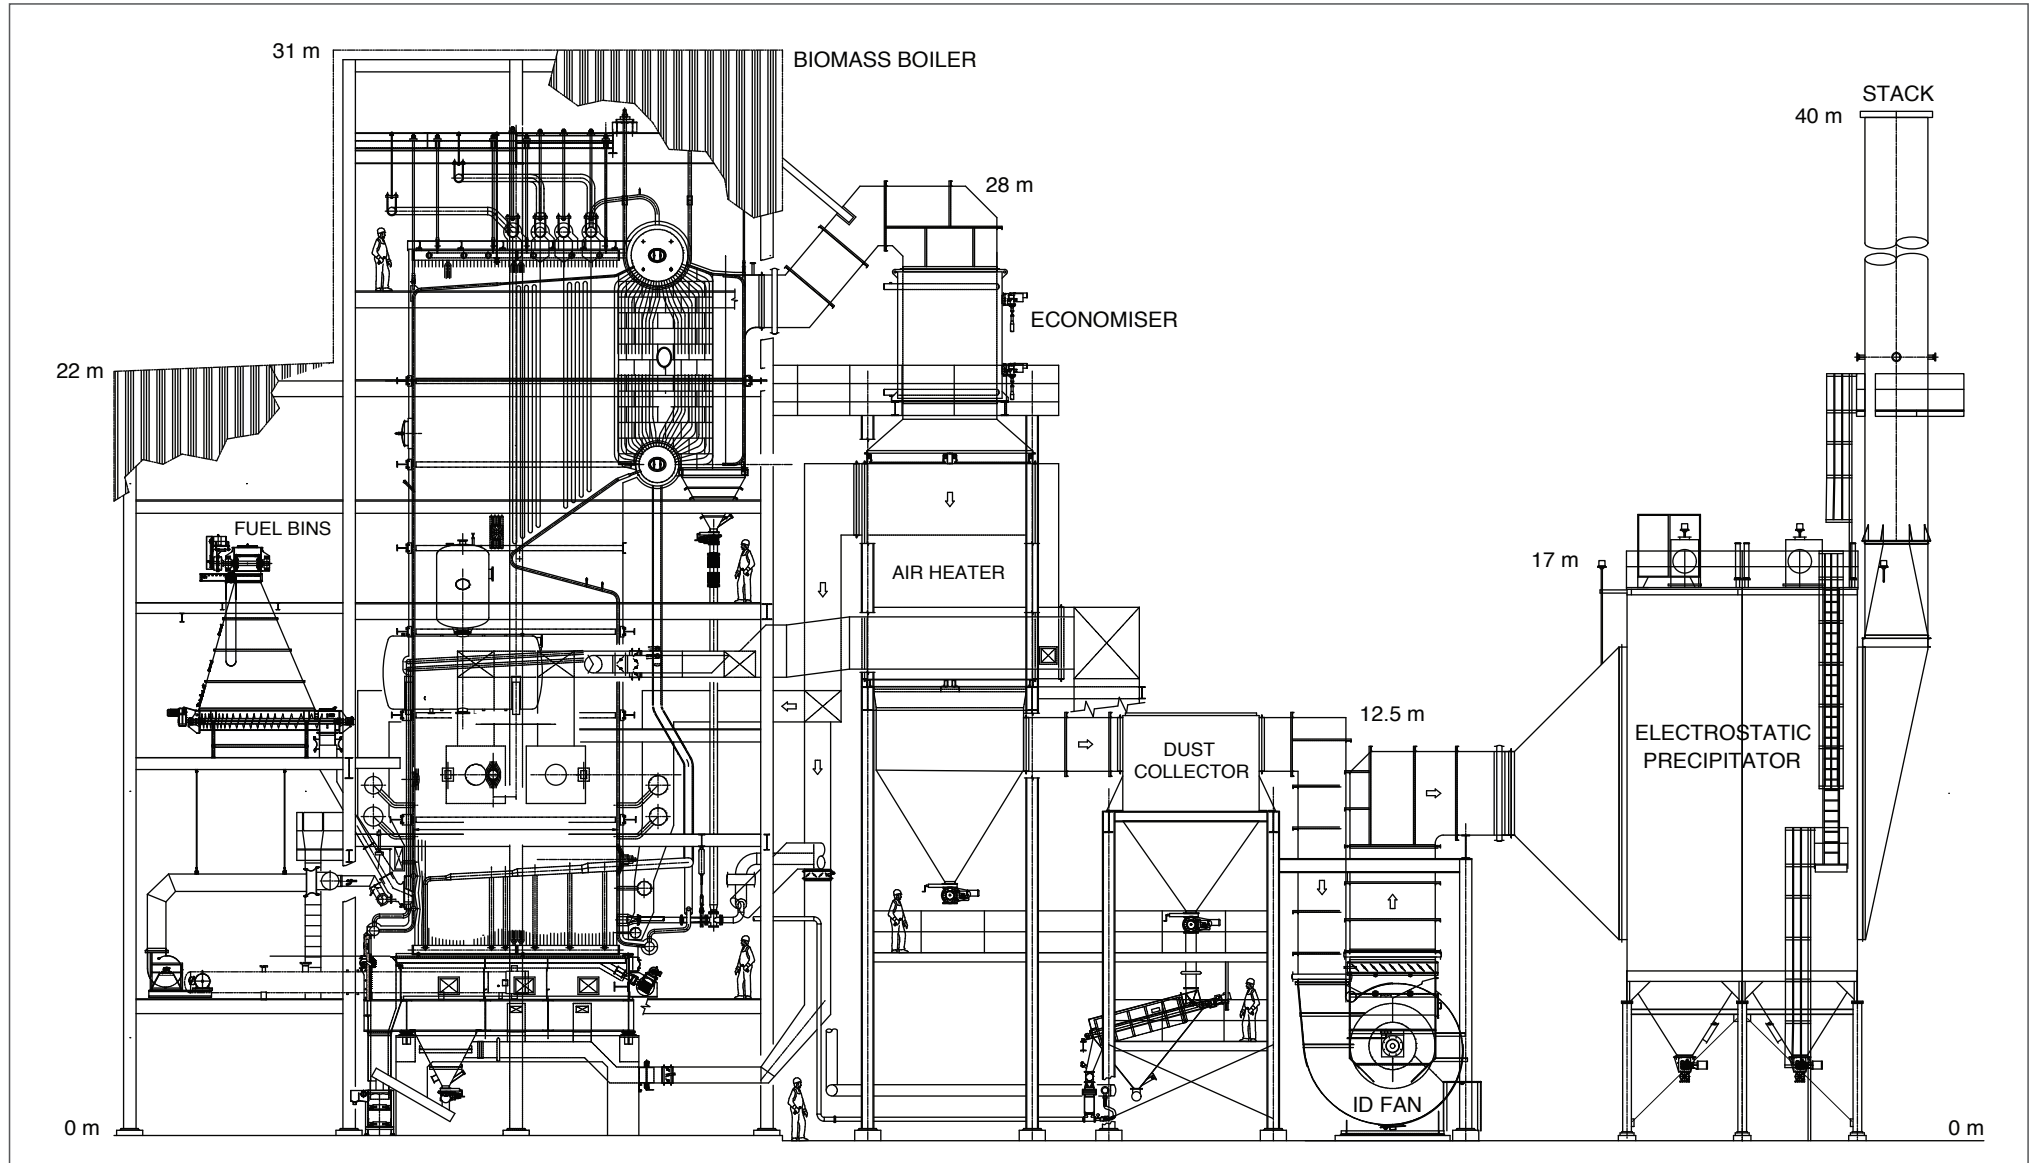 31 m
BIOMASS BOILER
STACK
40 m
28 m
ECONOMISER
22 m
FUEL BINS
17 m
AIR HEATER
12.5 m
DUST
COLLECTOR
ELECTROSTATIC
PRECIPITATOR
ID FAN
0 m
0 m